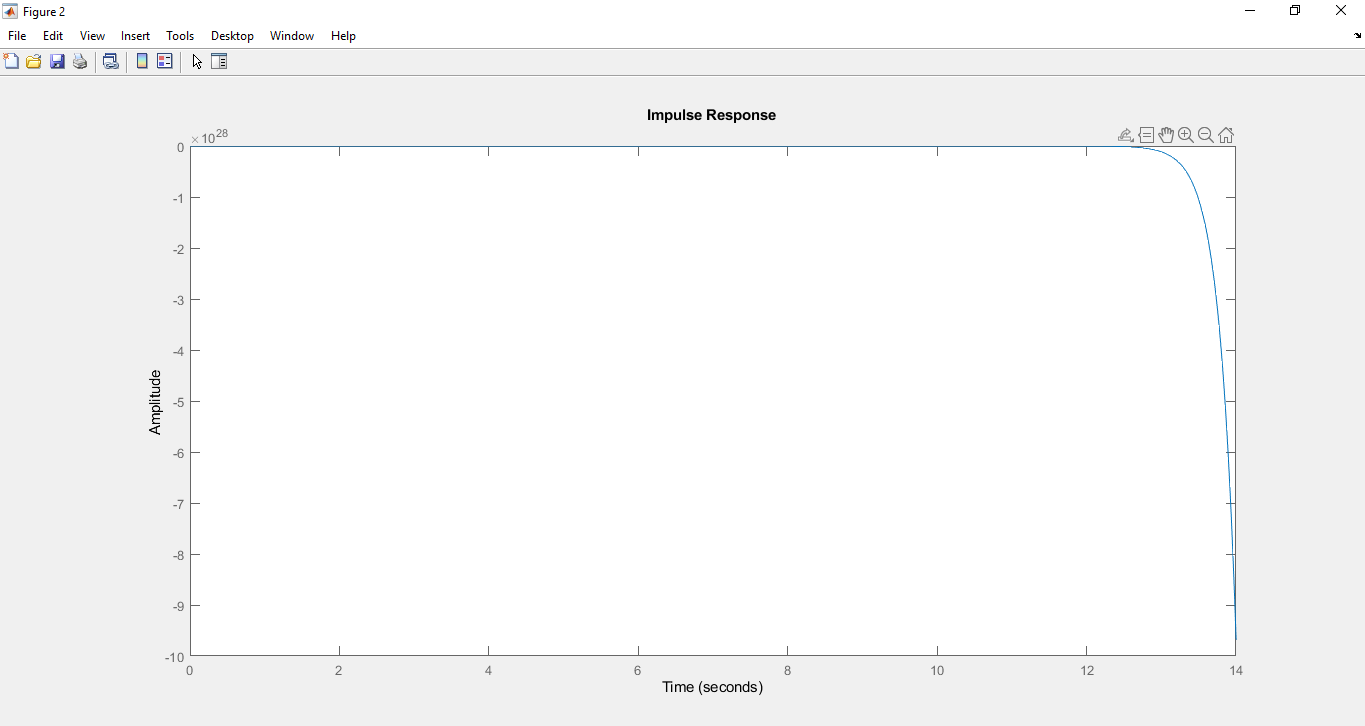 Figure 2
File Edit View Insert Tools Desktop Window Help
Impulse Response
×10^28
0
-1
-2
-3
-4
-5
-6
-7
-8
-9
-10
Amplitude
0 2 4 6 8 10 12 14
Time (seconds)